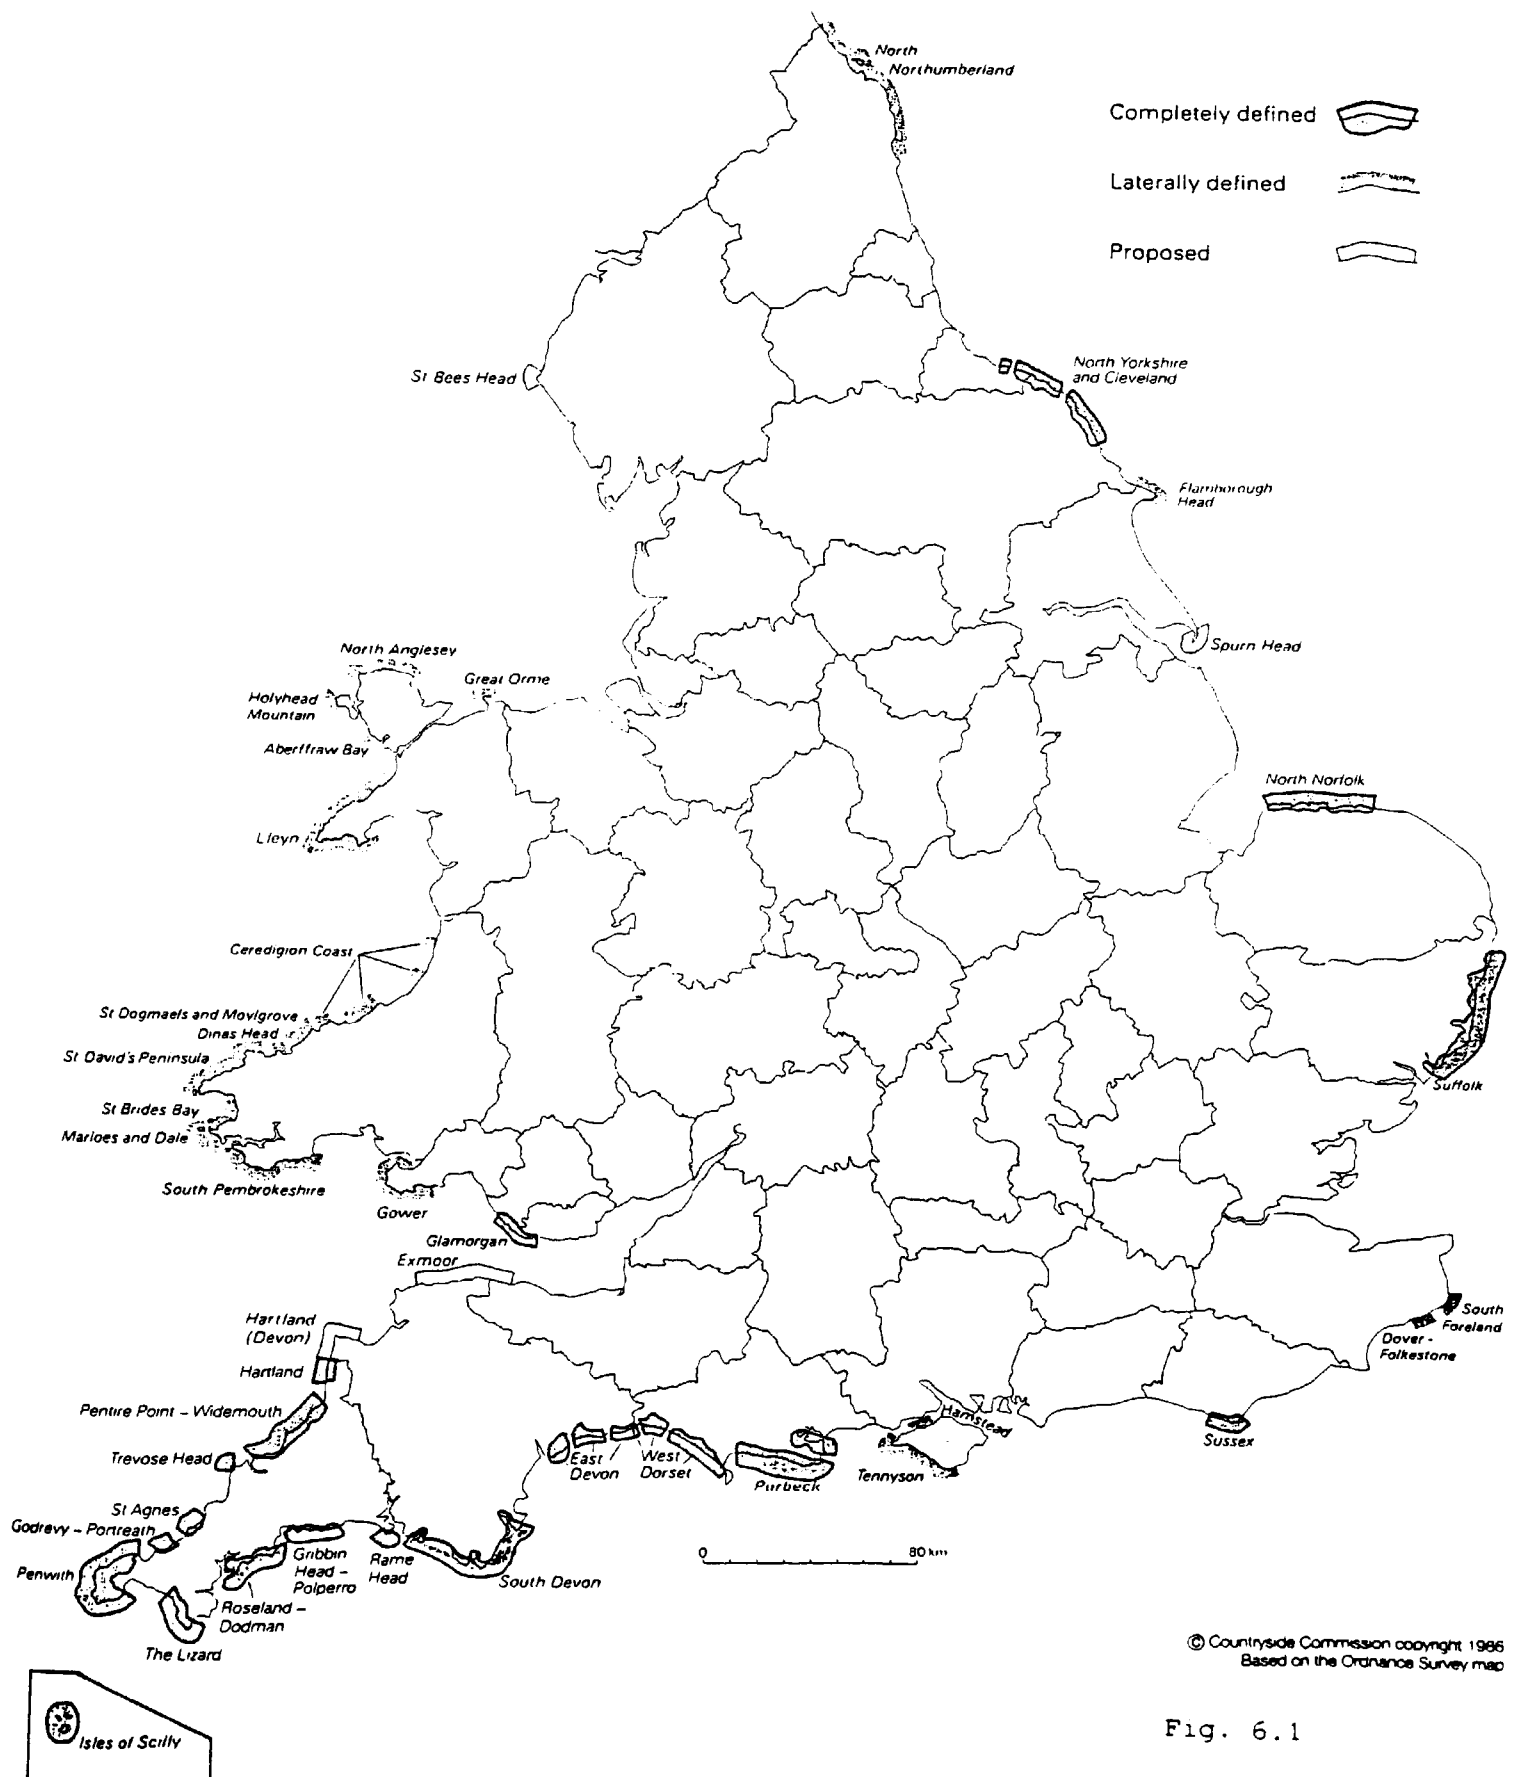 North
Northumberland
Completely defined
Laterally defined
Proposed
St Bees Head
North Yorkshire
and Cleveland
Flamborough
Head
Spurn Head
North Anglesey
Great Orme
Holyhead
Mountain
Aberffraw Bay
Lleyn
North Norfolk
Ceredigion Coast
St Dogmaels and Moylgrove
Dinas Head
St David's Peninsula
St Brides Bay
Marloes and Dale
South Pembrokeshire
Gower
Glamorgan
Exmoor
Suffolk
Hartland
(Devon)
Hartland
Pentire Point - Widemouth
Trevose Head
St Agnes
Godrevy - Portreath
Penwith
The Lizard
Roseland -
Dodman
Gribbin
Head -
Polperro
Rame
Head
South Devon
East
Devon
West
Dorset
Purbeck
Tennyson
Hamstead
Sussex
Dover -
Folkestone
South
Foreland
0 80 km
Isles of Scilly
© Countryside Commission copyright 1986
Based on the Ordnance Survey map
Fig. 6.1